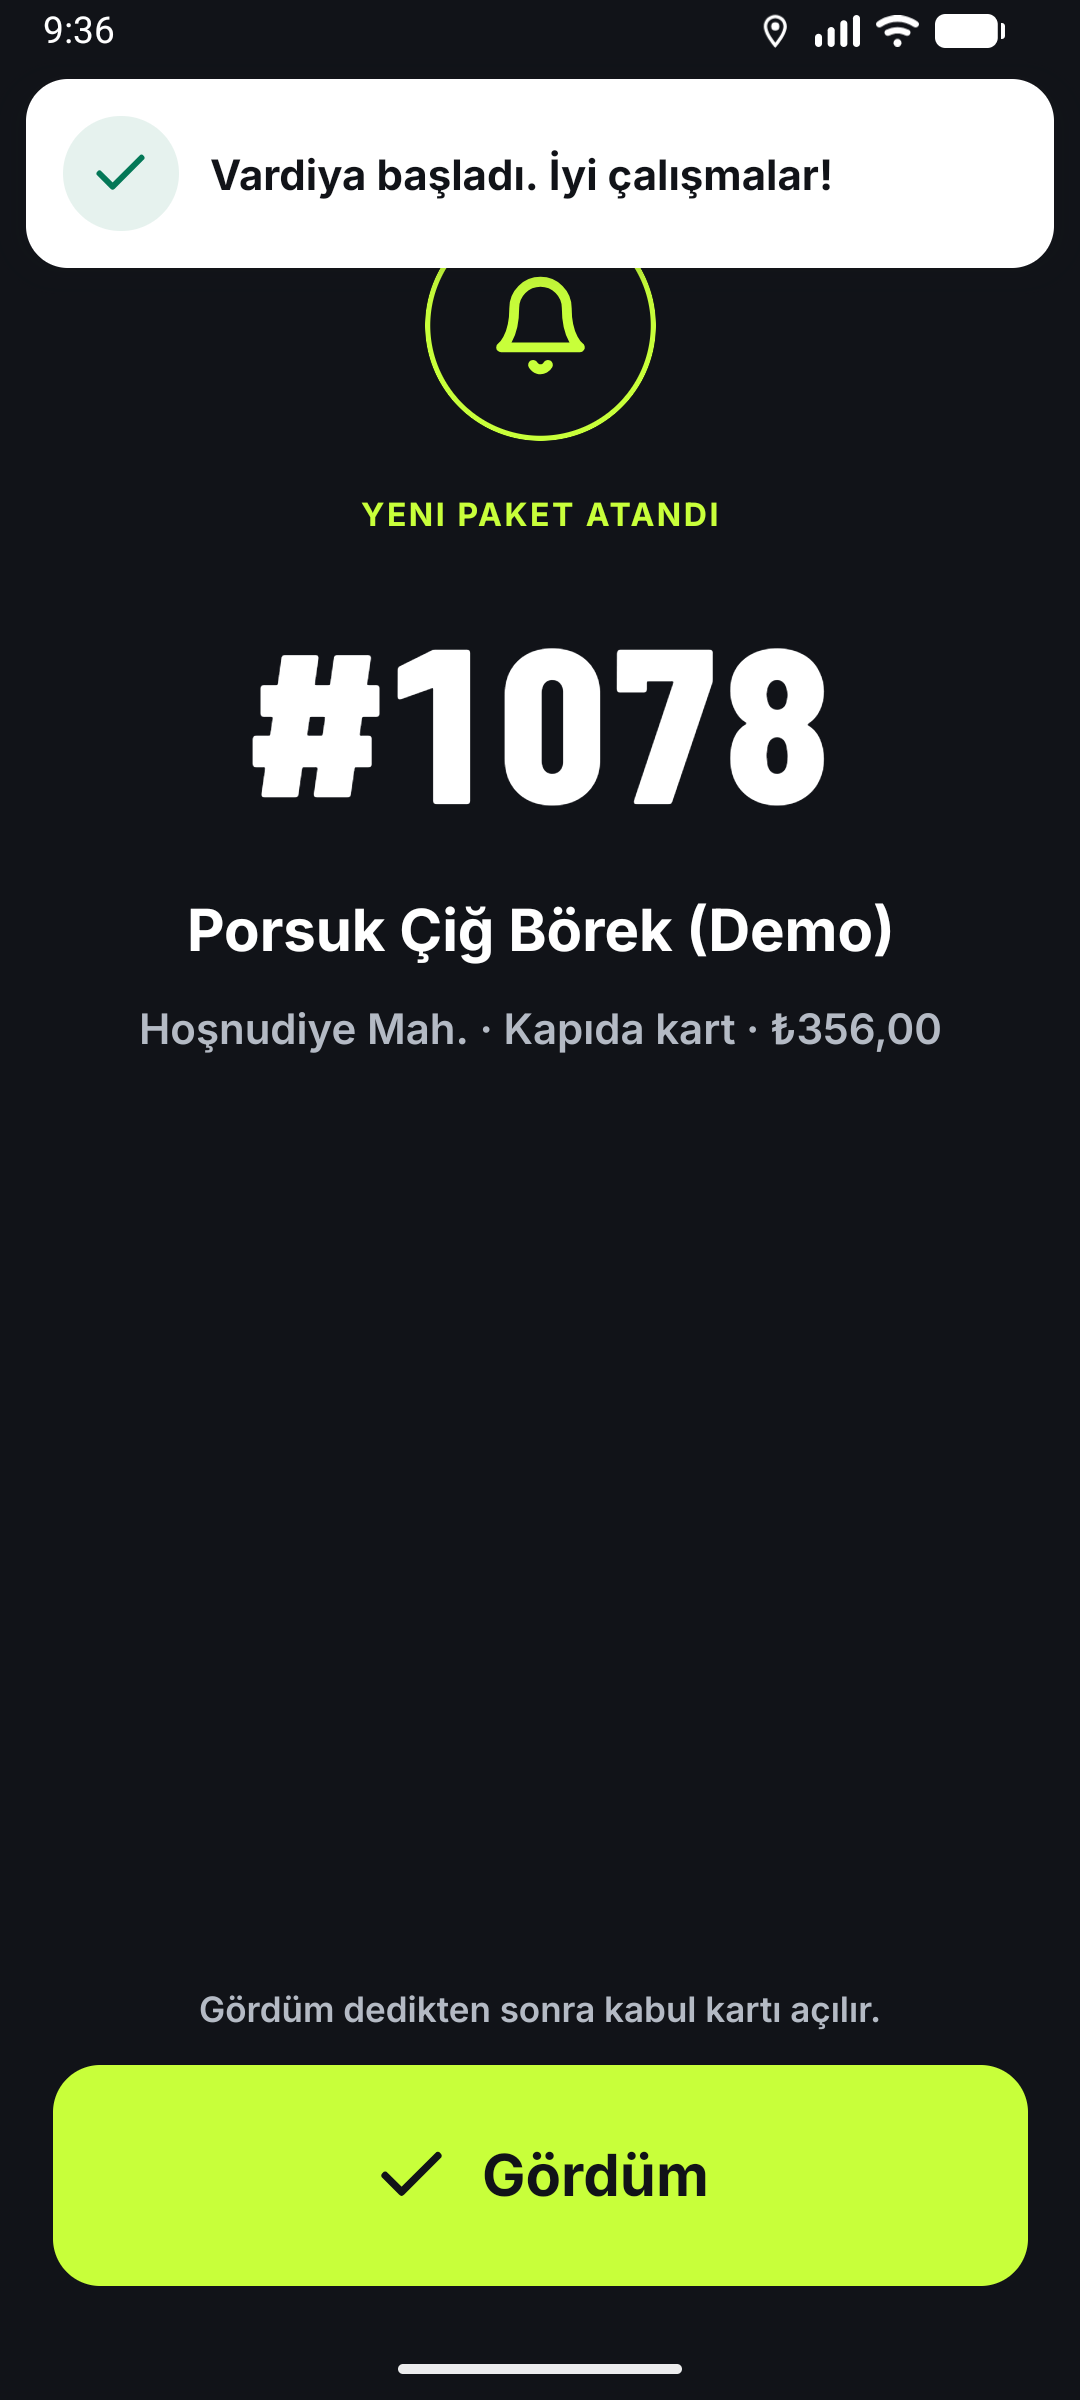 9:36
Vardiya başladı. İyi çalışmalar!
YENI PAKET ATANDI
#1078
Porsuk Çiğ Börek (Demo)
Hoşnudiye Mah. · Kapıda kart · ₺356,00
Gördüm dedikten sonra kabul kartı açılır.
Gördüm